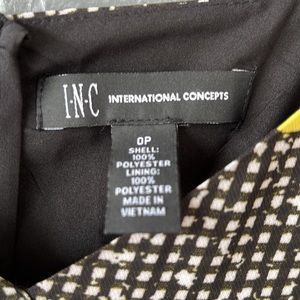 I·N·C INTERNATIONAL CONCEPTS
0P
SHELL:
100%
POLYESTER
LINING:
100%
POLYESTER
MADE IN
VIETNAM